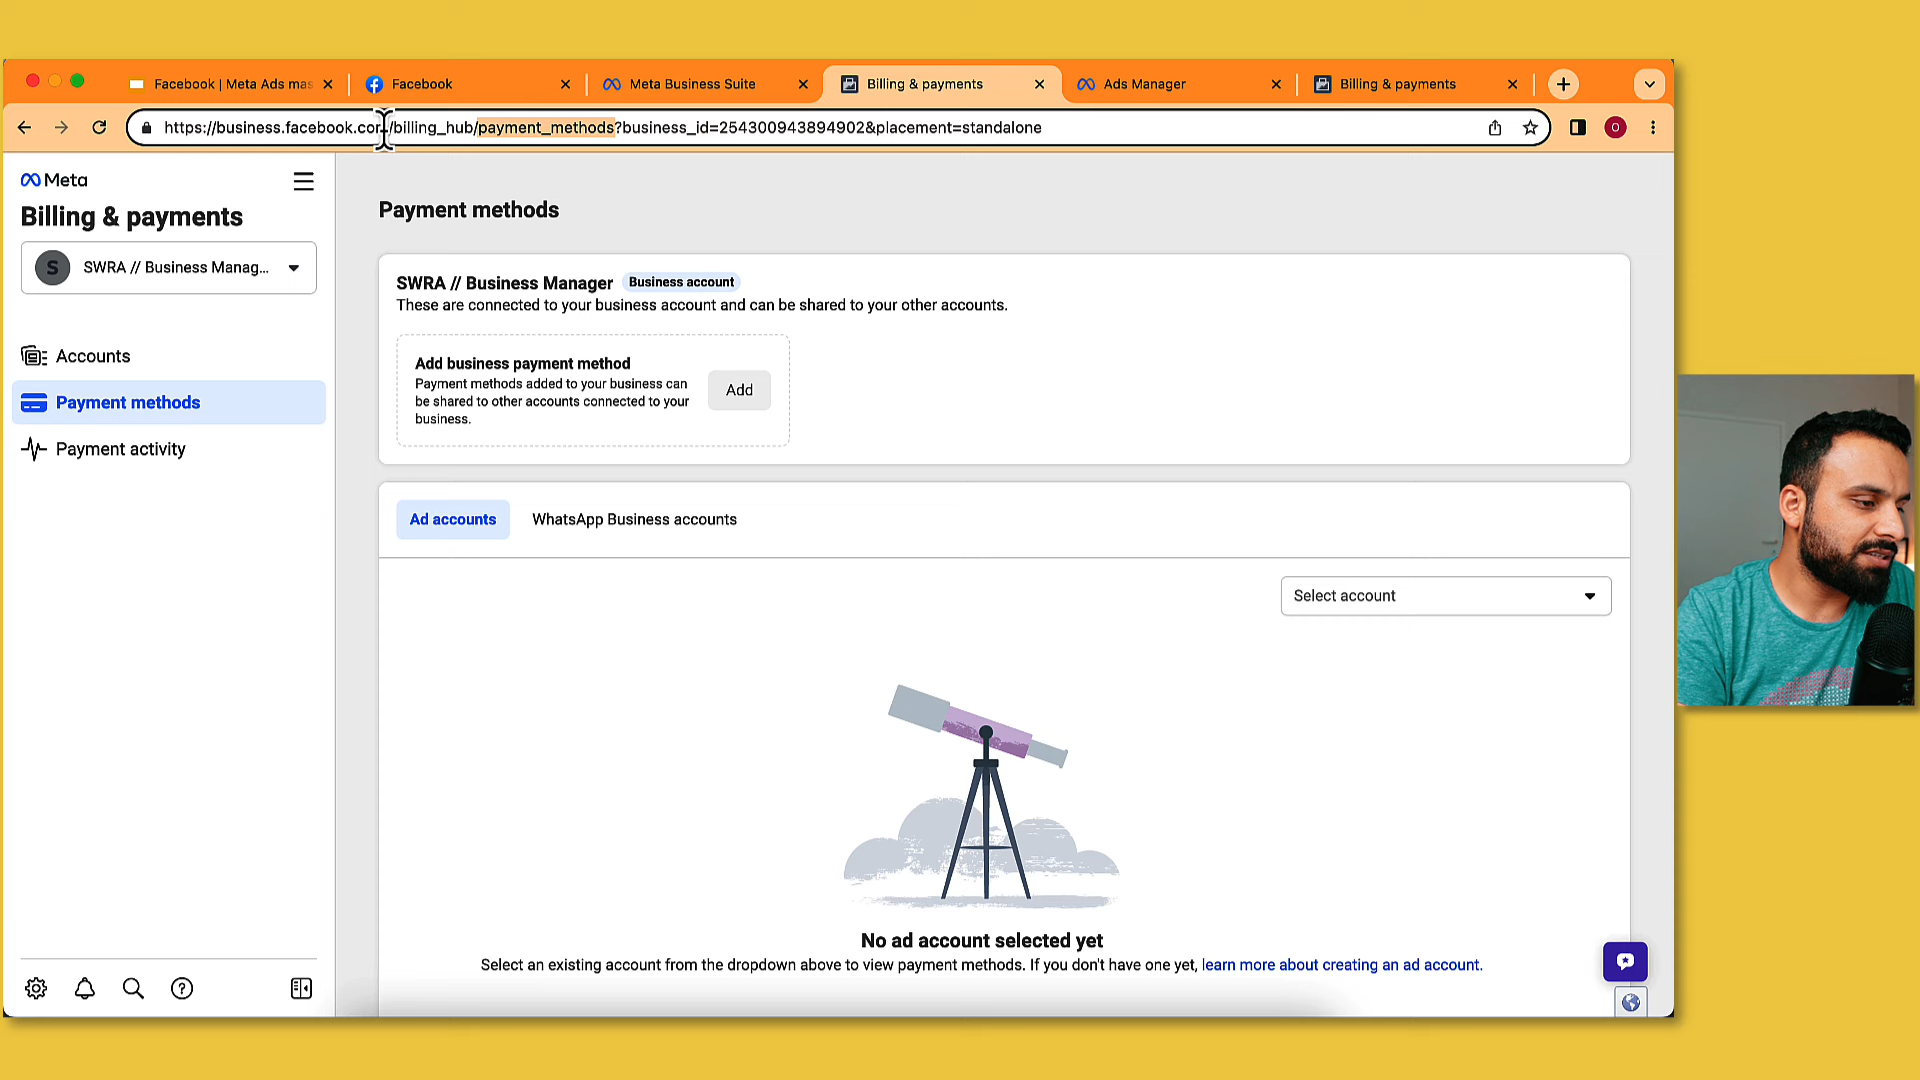 Facebook | Meta Ads mas
Facebook
Meta Business Suite
Billing & payments
Ads Manager
Billing & payments
https://business.facebook.com/billing_hub/payment_methods?business_id=254300943894902&placement=standalone
O
Meta
Billing & payments
S
SWRA // Business Manag...
Accounts
Payment methods
Payment activity
Payment methods
SWRA // Business Manager
Business account
These are connected to your business account and can be shared to your other accounts.
Add business payment method
Payment methods added to your business can
be shared to other accounts connected to your
business.
Add
Ad accounts
WhatsApp Business accounts
Select account
No ad account selected yet
Select an existing account from the dropdown above to view payment methods. If you don't have one yet, learn more about creating an ad account.